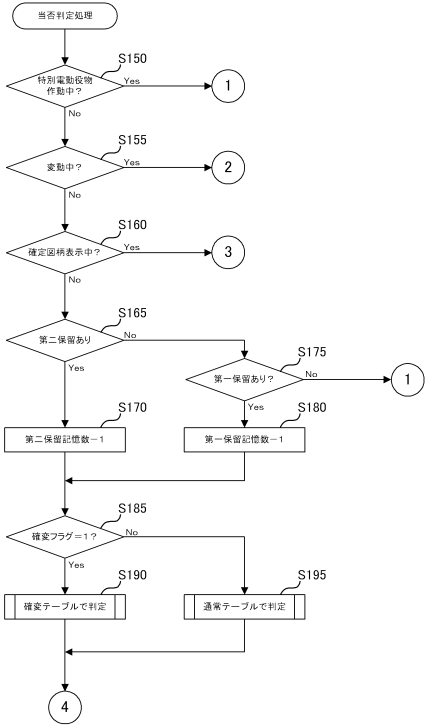 当否判定処理
S150
特別電動役物
作動中？
Yes
1
No
S155
変動中？
Yes
2
No
S160
確定図柄表示中？
Yes
3
No
S165
第二保留あり
No
Yes
S175
第一保留あり？
No
1
Yes
S170
第二保留記憶数－1
S180
第一保留記憶数－1
S185
確変フラグ＝1？
No
Yes
S190
確変テーブルで判定
S195
通常テーブルで判定
4